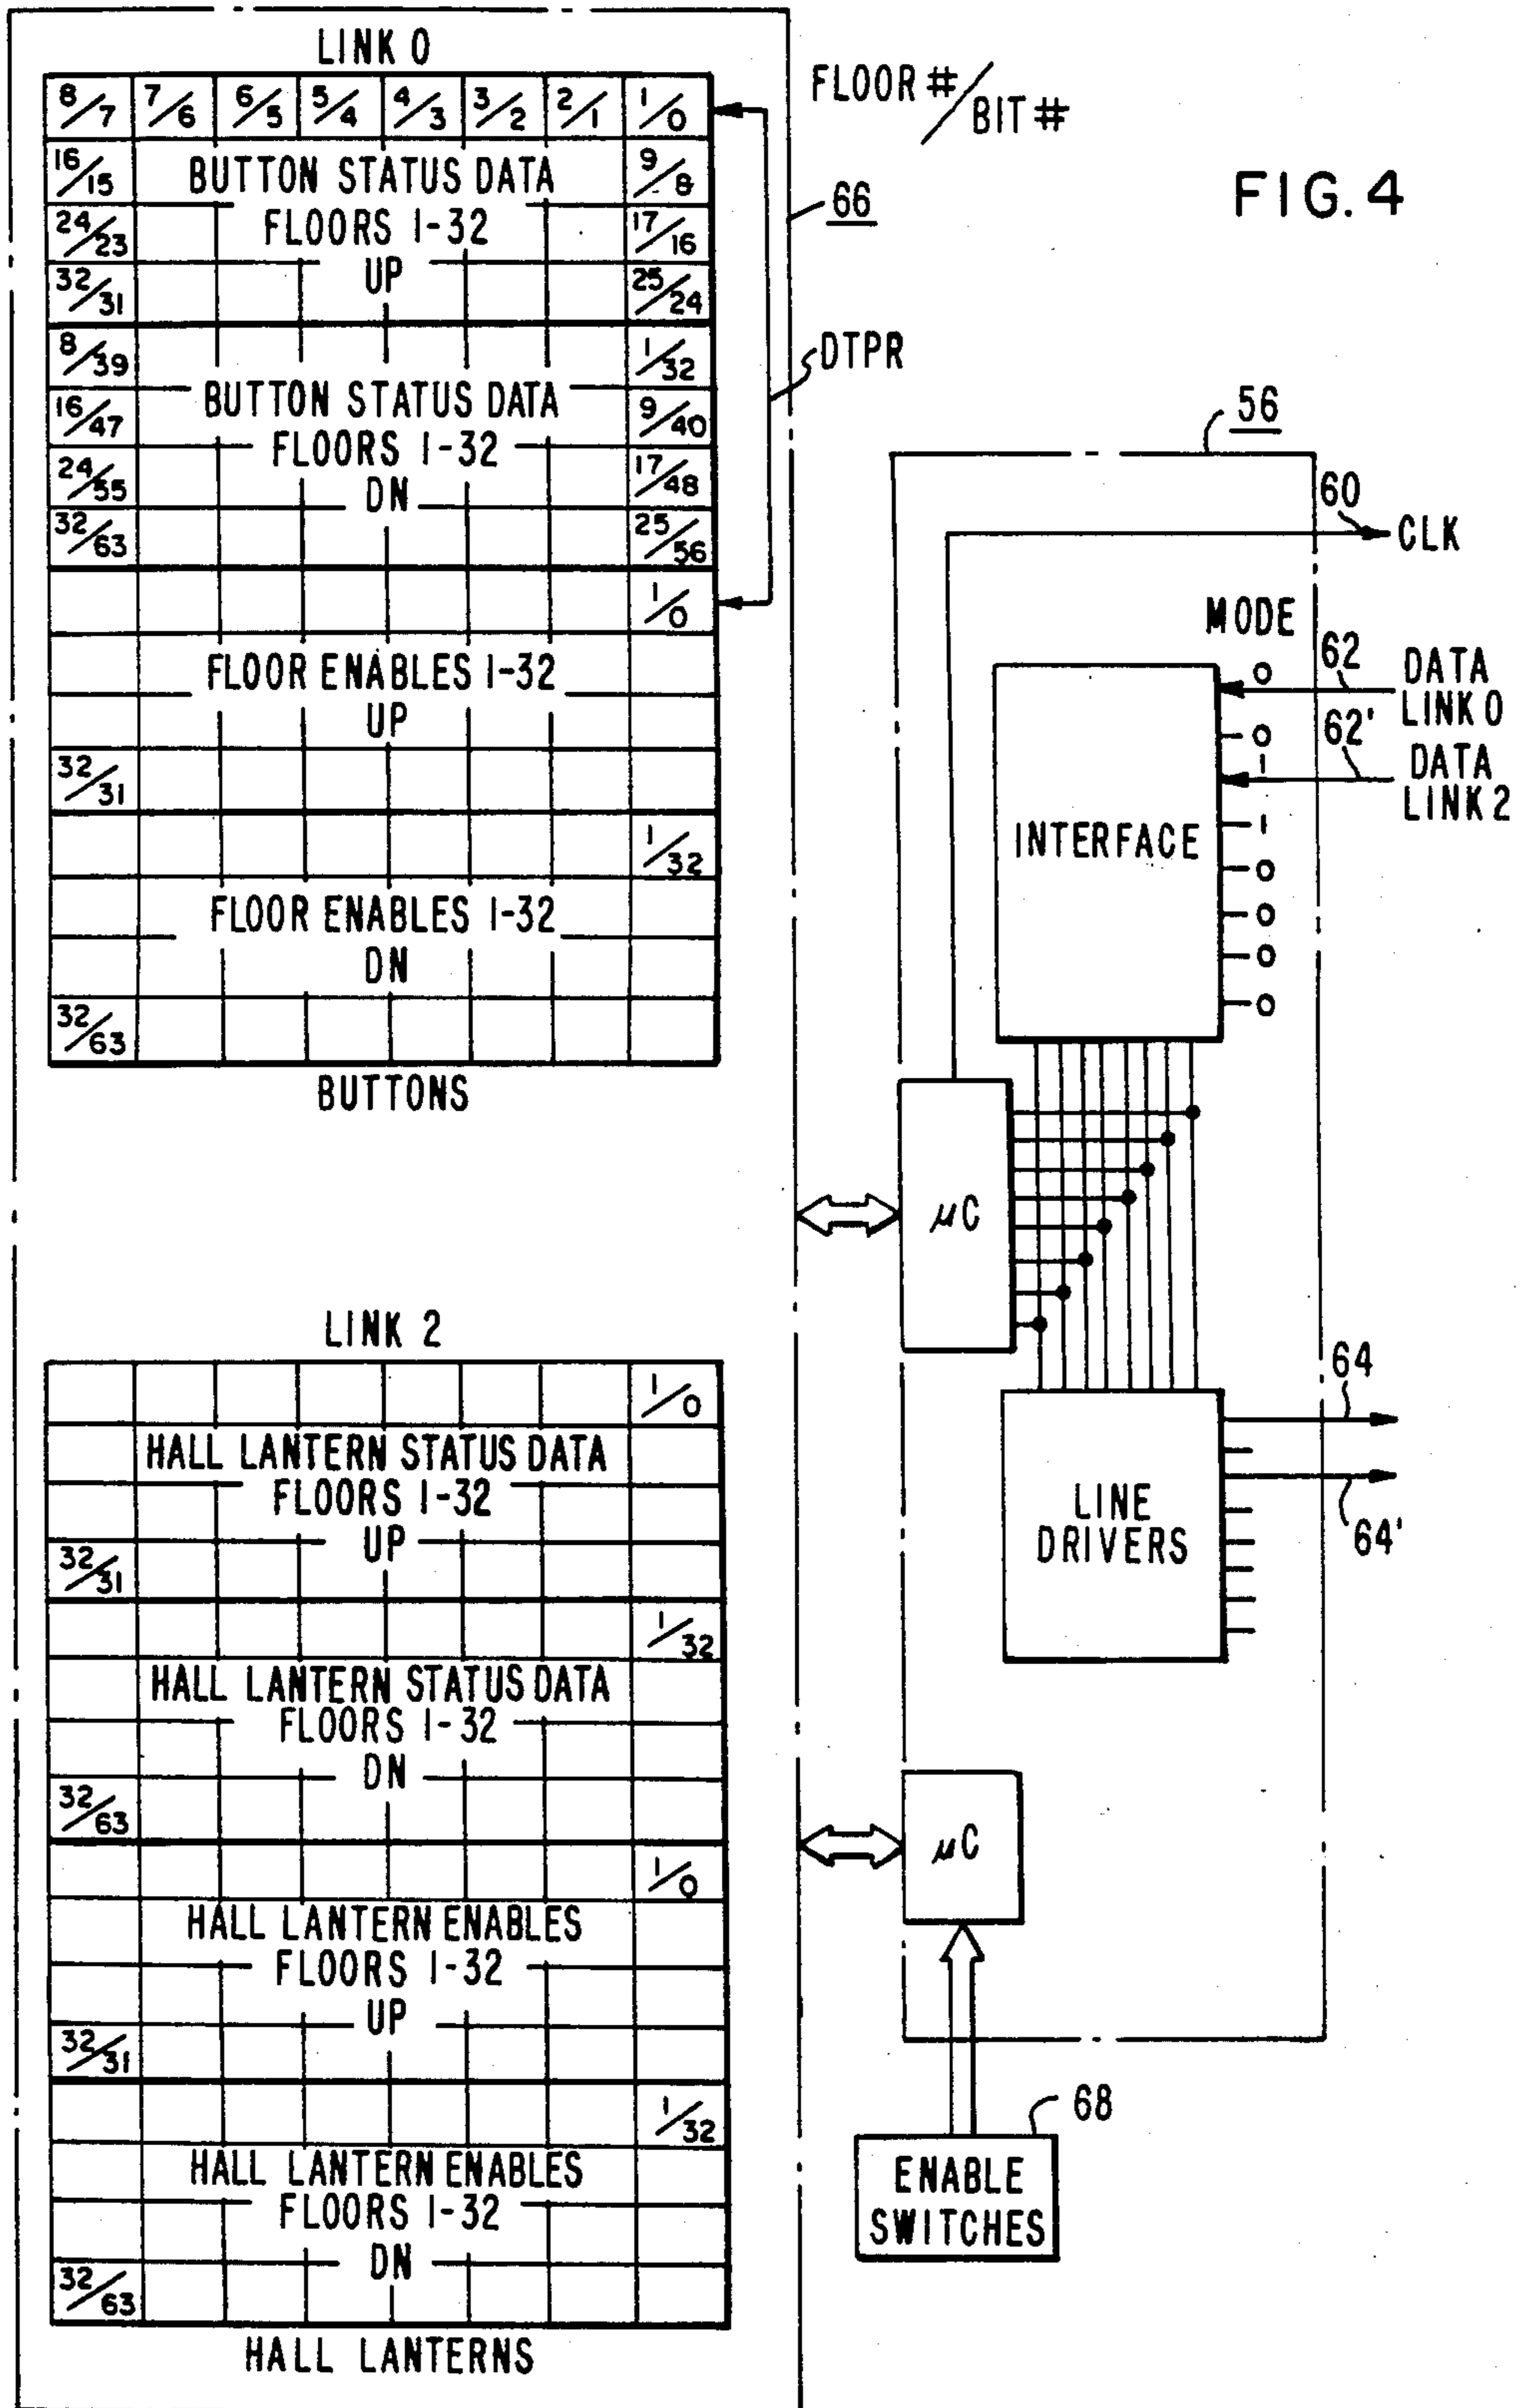 LINK 0
8/7 7/6 6/5 5/4 4/3 3/2 2/1 1/0
16/15 BUTTON STATUS DATA 9/8
24/23 FLOORS 1-32 17/16
32/31 UP 25/24
8/39 1/32
16/47 BUTTON STATUS DATA 9/40
24/55 FLOORS 1-32 17/48
DN
32/63 25/56
1/0
FLOOR ENABLES 1-32
UP
32/31
1/32
FLOOR ENABLES 1-32
DN
32/63
BUTTONS
FLOOR #/BIT #
66
DTPR
FIG. 4
LINK 2
1/0
HALL LANTERN STATUS DATA
FLOORS 1-32
UP
32/31
1/32
HALL LANTERN STATUS DATA
FLOORS 1-32
DN
32/63
1/0
HALL LANTERN ENABLES
FLOORS 1-32
UP
32/31
1/32
HALL LANTERN ENABLES
FLOORS 1-32
DN
32/63
HALL LANTERNS
56
60
CLK
MODE
0
62
DATA
LINK 0
0
62'
1
DATA
LINK 2
INTERFACE
1
0
0
0
0
μC
LINE
DRIVERS
64
64'
μC
68
ENABLE
SWITCHES